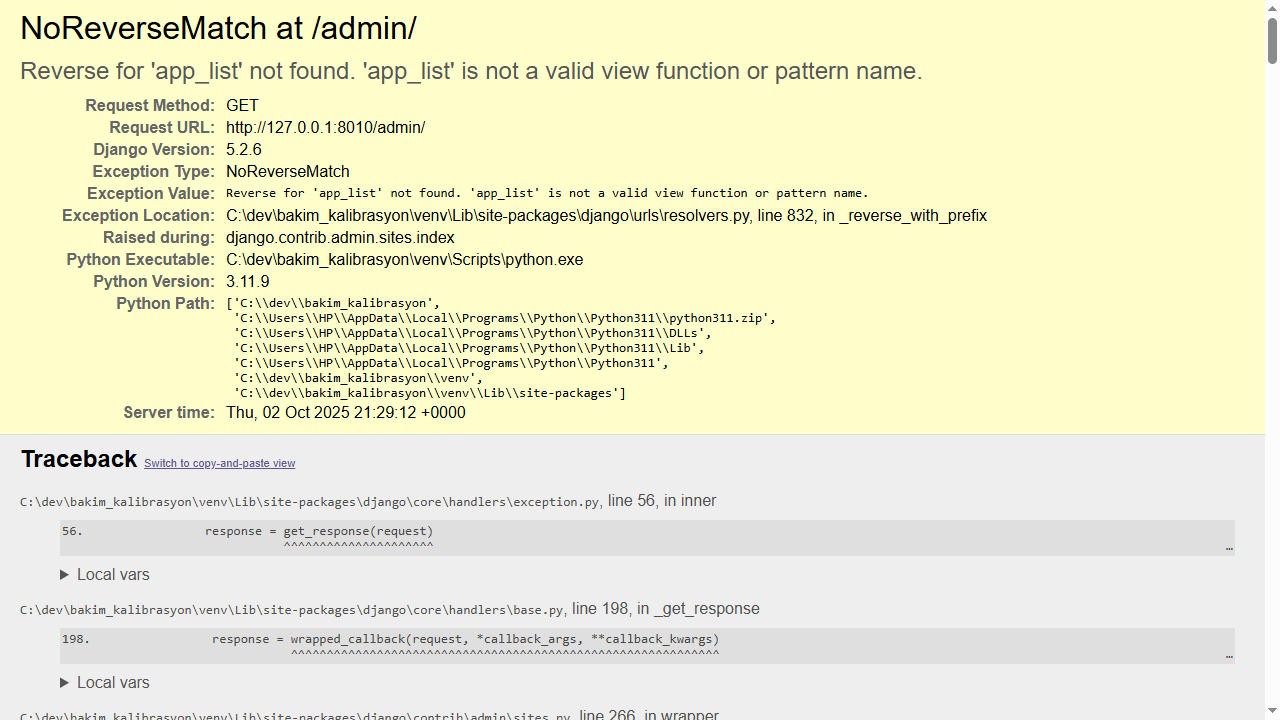 NoReverseMatch at /admin/
Reverse for 'app_list' not found. 'app_list' is not a valid view function or pattern name.
Request Method: GET
Request URL: http://127.0.0.1:8010/admin/
Django Version: 5.2.6
Exception Type: NoReverseMatch
Exception Value: Reverse for 'app_list' not found. 'app_list' is not a valid view function or pattern name.
Exception Location: C:\dev\bakim_kalibrasyon\venv\Lib\site-packages\django\urls\resolvers.py, line 832, in _reverse_with_prefix
Raised during: django.contrib.admin.sites.index
Python Executable: C:\dev\bakim_kalibrasyon\venv\Scripts\python.exe
Python Version: 3.11.9
Python Path: ['C:\\dev\\bakim_kalibrasyon',
'C:\\Users\\HP\\AppData\\Local\\Programs\\Python\\Python311\\python311.zip',
'C:\\Users\\HP\\AppData\\Local\\Programs\\Python\\Python311\\DLLs',
'C:\\Users\\HP\\AppData\\Local\\Programs\\Python\\Python311\\Lib',
'C:\\Users\\HP\\AppData\\Local\\Programs\\Python\\Python311',
'C:\\dev\\bakim_kalibrasyon\\venv',
'C:\\dev\\bakim_kalibrasyon\\venv\\Lib\\site-packages']
Server time: Thu, 02 Oct 2025 21:29:12 +0000
Traceback Switch to copy-and-paste view
C:\dev\bakim_kalibrasyon\venv\Lib\site-packages\django\core\handlers\exception.py, line 56, in inner
56. response = get_response(request)
^^^^^^^^^^^^^^^^^^^^^ …
Local vars
C:\dev\bakim_kalibrasyon\venv\Lib\site-packages\django\core\handlers\base.py, line 198, in _get_response
198. response = wrapped_callback(request, *callback_args, **callback_kwargs)
^^^^^^^^^^^^^^^^^^^^^^^^^^^^^^^^^^^^^^^^^^^^^^^^^^^^^^^^^^^^ …
Local vars
C:\dev\bakim_kalibrasyon\venv\Lib\site-packages\django\contrib\admin\sites.py, line 266, in wrapper